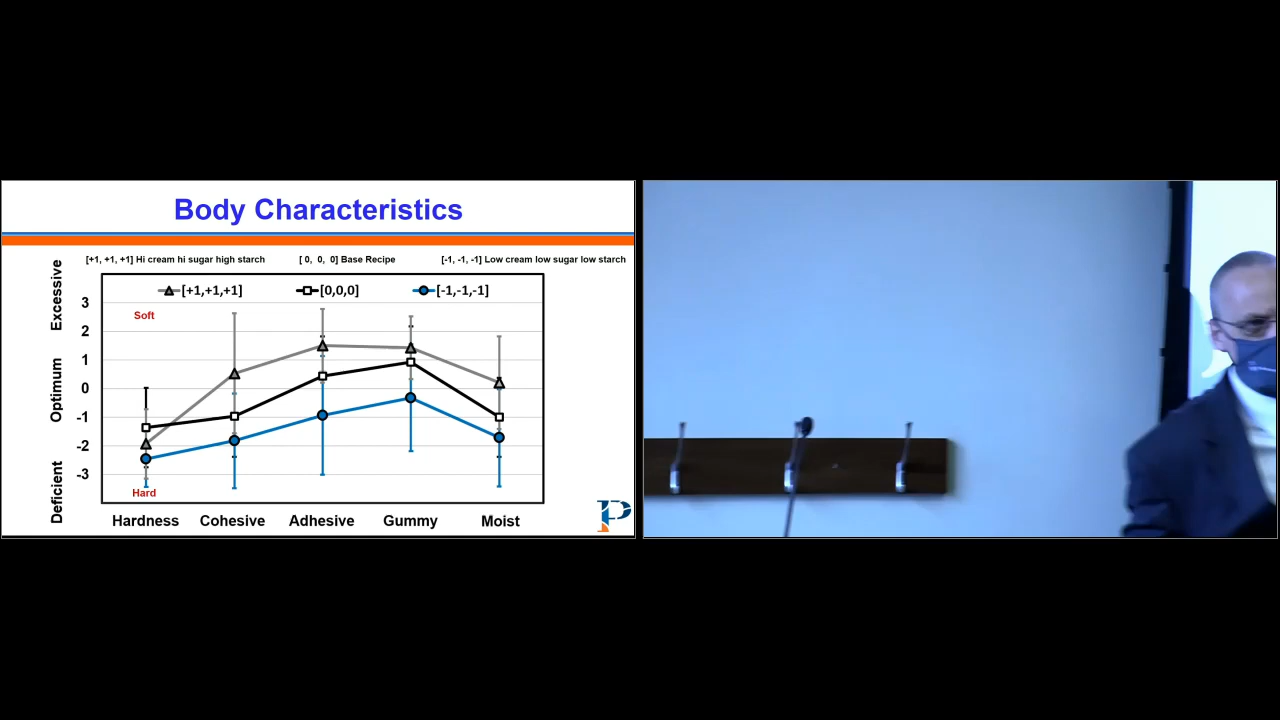 Body Characteristics
[+1, +1, +1] Hi cream hi sugar high starch [ 0, 0, 0] Base Recipe [-1, -1, -1] Low cream low sugar low starch
Excessive
Optimum
Deficient
[+1,+1,+1] [0,0,0] [-1,-1,-1]
3
2
1
0
-1
-2
-3
Soft
Hard
Hardness Cohesive Adhesive Gummy Moist
P